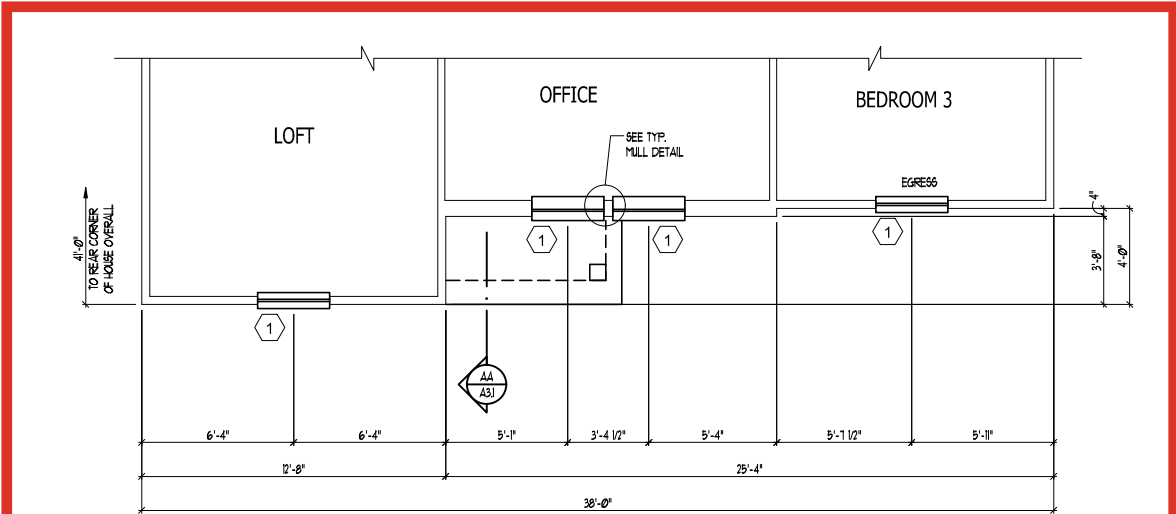 OFFICE
BEDROOM 3
LOFT
SEE TYP.
MULL DETAIL
EGRESS
4"
41'-0"
TO REAR CORNER
OF HOUSE OVERALL
3'-8"
4'-0"
1
1
1
1
AA
A3.1
6'-4"
6'-4"
5'-1"
3'-4 1/2"
5'-4"
5'-7 1/2"
5'-11"
12'-8"
25'-4"
38'-0"